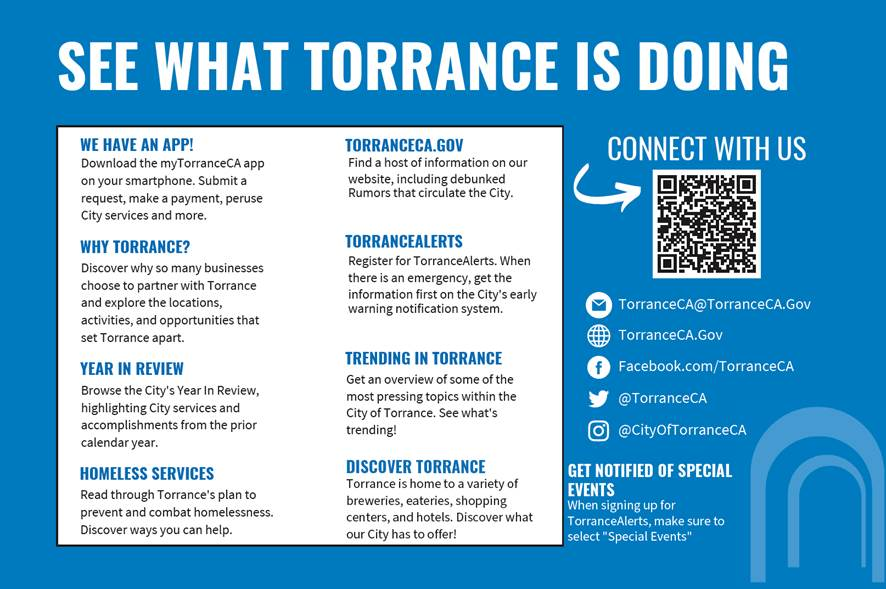 SEE WHAT TORRANCE IS DOING
WE HAVE AN APP!
Download the myTorranceCA app
on your smartphone. Submit a
request, make a payment, peruse
City services and more.
WHY TORRANCE?
Discover why so many businesses
choose to partner with Torrance
and explore the locations,
activities, and opportunities that
set Torrance apart.
YEAR IN REVIEW
Browse the City's Year In Review,
highlighting City services and
accomplishments from the prior
calendar year.
HOMELESS SERVICES
Read through Torrance's plan to
prevent and combat homelessness.
Discover ways you can help.
TORRANCECA.GOV
Find a host of information on our
website, including debunked
Rumors that circulate the City.
TORRANCEALERTS
Register for TorranceAlerts. When
there is an emergency, get the
information first on the City's early
warning notification system.
TRENDING IN TORRANCE
Get an overview of some of the
most pressing topics within the
City of Torrance. See what's
trending!
DISCOVER TORRANCE
Torrance is home to a variety of
breweries, eateries, shopping
centers, and hotels. Discover what
our City has to offer!
CONNECT WITH US
TorranceCA@TorranceCA.Gov
TorranceCA.Gov
Facebook.com/TorranceCA
@TorranceCA
@CityOfTorranceCA
GET NOTIFIED OF SPECIAL
EVENTS
When signing up for
TorranceAlerts, make sure to
select "Special Events"